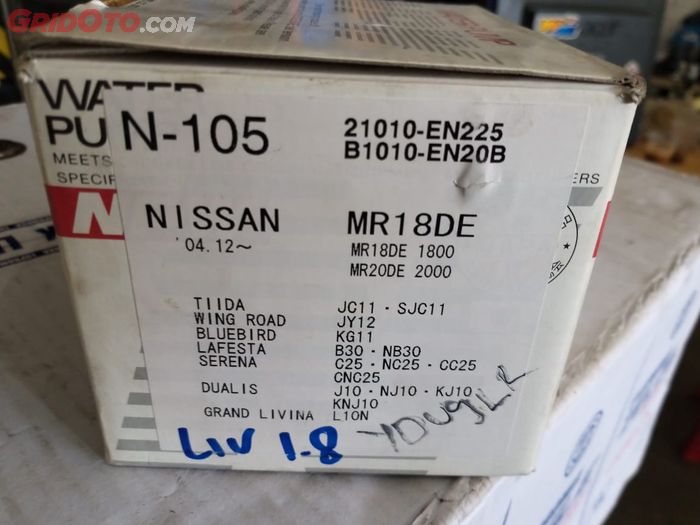 GRIDOTO.COM
WATER
PU
MEETS
SPECIF
ERS
N-105
21010-EN225
B1010-EN20B
NISSAN MR18DE
'04.12~
MR18DE 1800
MR20DE 2000
TIIDA JC11 · SJC11
WING ROAD JY12
BLUEBIRD KG11
LAFESTA B30 · NB30
SERENA C25 · NC25 · CC25
CNC25
DUALIS J10 · NJ10 · KJ10
KNJ10
GRAND LIVINA L10N
LIV 1.8